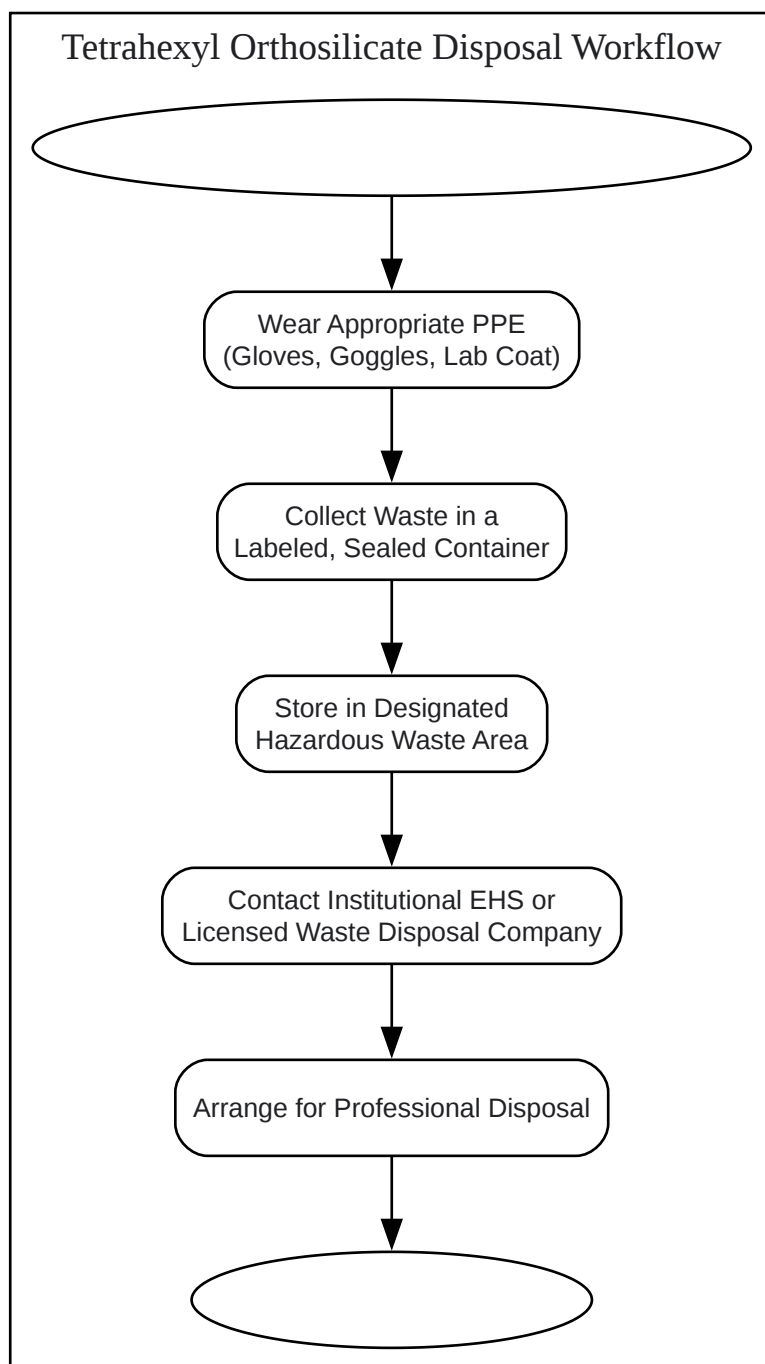 Tetrahexyl Orthosilicate Disposal Workflow
Wear Appropriate PPE
(Gloves, Goggles, Lab Coat)
Collect Waste in a
Labeled, Sealed Container
Store in Designated
Hazardous Waste Area
Contact Institutional EHS or
Licensed Waste Disposal Company
Arrange for Professional Disposal